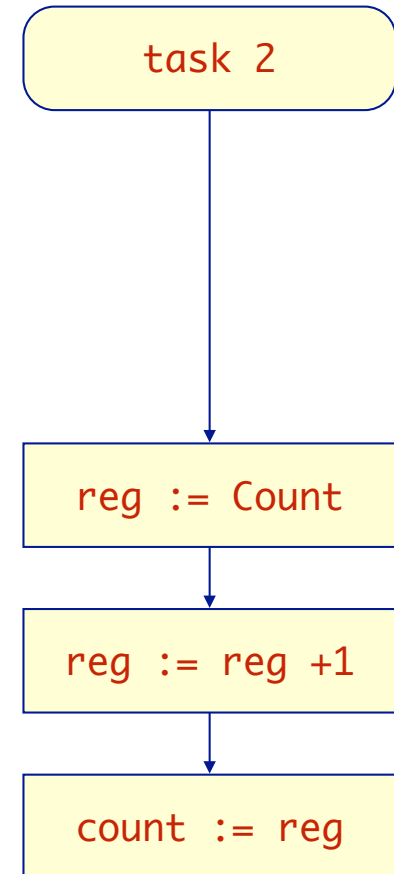 task 2
reg := Count
reg := reg +1
count := reg